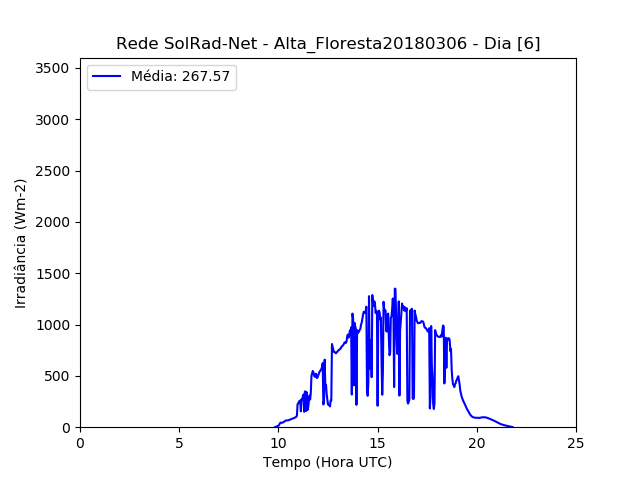 Rede SolRad-Net - Alta_Floresta20180306 - Dia [6]
Média: 267.57
3500
3000
2500
2000
1500
1000
500
0
Irradiância (Wm-2)
0 5 10 15 20 25
Tempo (Hora UTC)